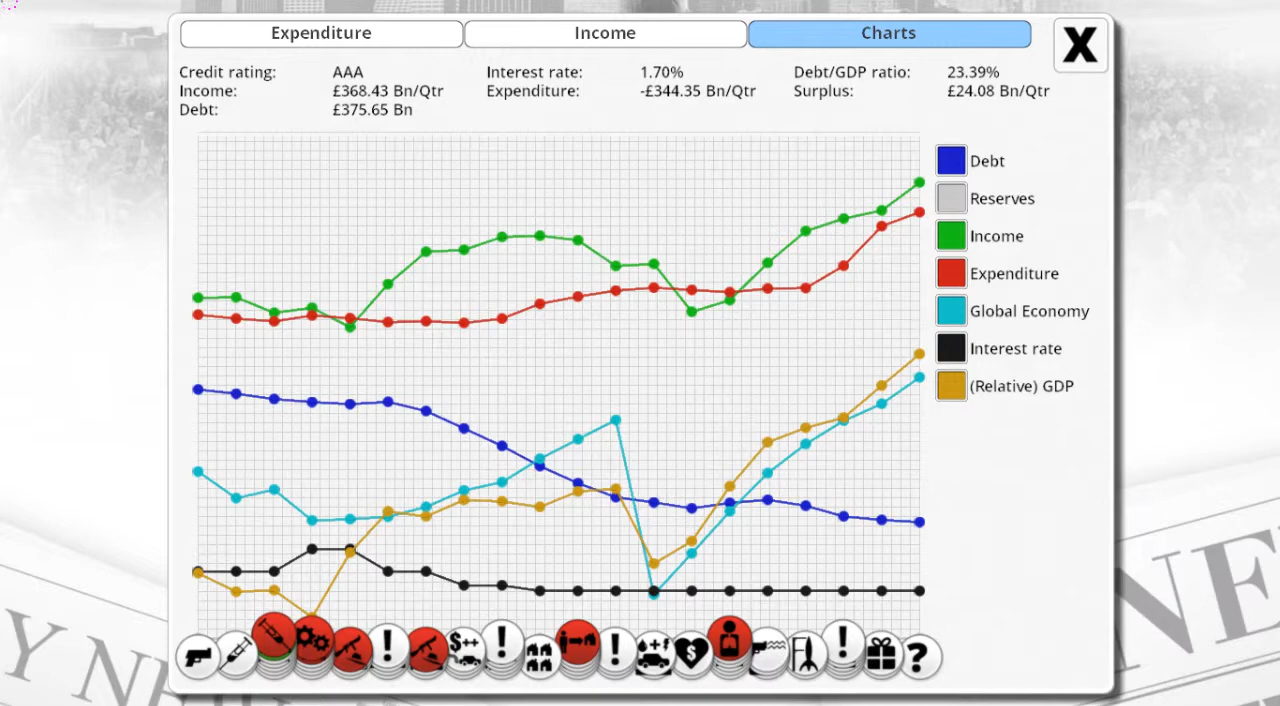 Expenditure Income Charts X
Credit rating: AAA Interest rate: 1.70% Debt/GDP ratio: 23.39%
Income: £368.43 Bn/Qtr Expenditure: -£344.35 Bn/Qtr Surplus: £24.08 Bn/Qtr
Debt: £375.65 Bn
Debt
Reserves
Income
Expenditure
Global Economy
Interest rate
(Relative) GDP
! ! ! ! ?
$++
Y NE
NE